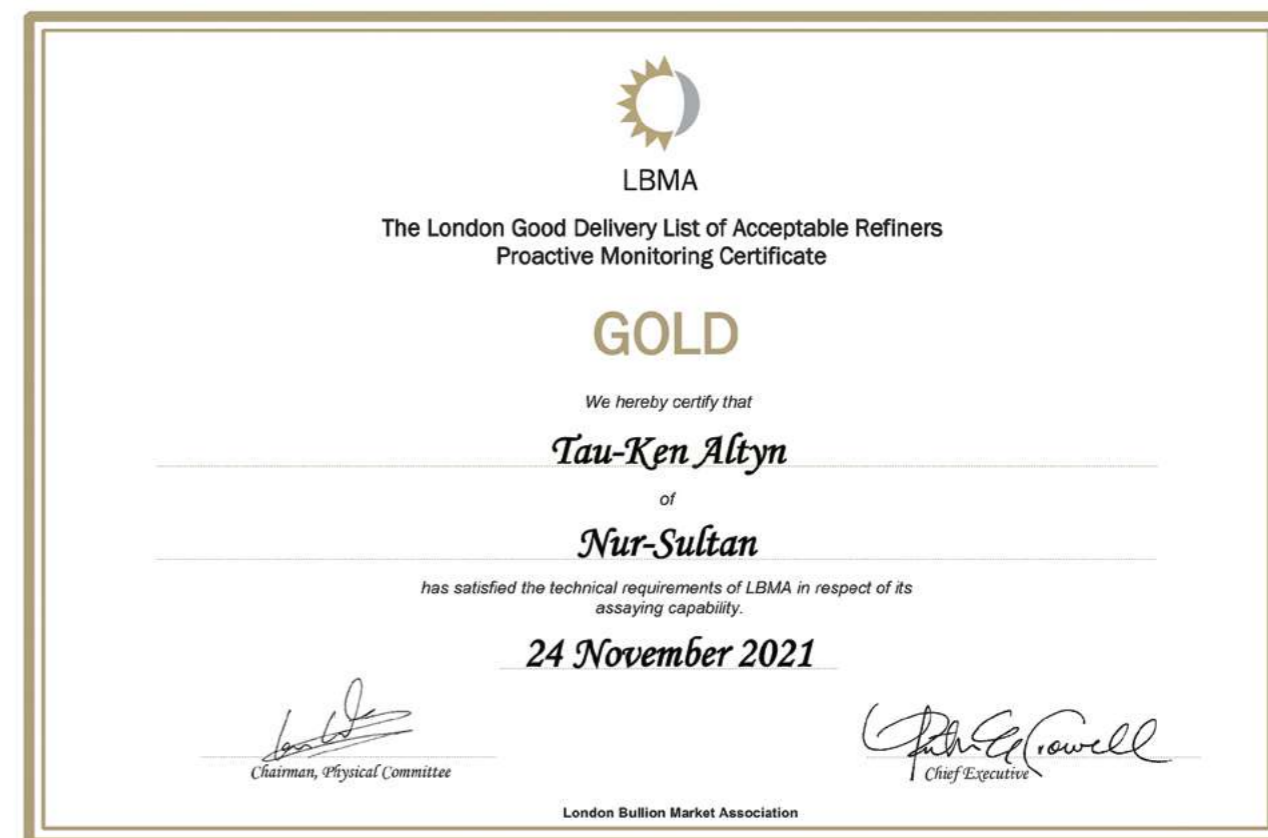 LBMA
The London Good Delivery List of Acceptable Refiners
Proactive Monitoring Certificate
GOLD
We hereby certify that
Tau-Ken Altyn
of
Nur-Sultan
has satisfied the technical requirements of LBMA in respect of its
assaying capability.
24 November 2021
Chairman, Physical Committee
Chief Executive
London Bullion Market Association